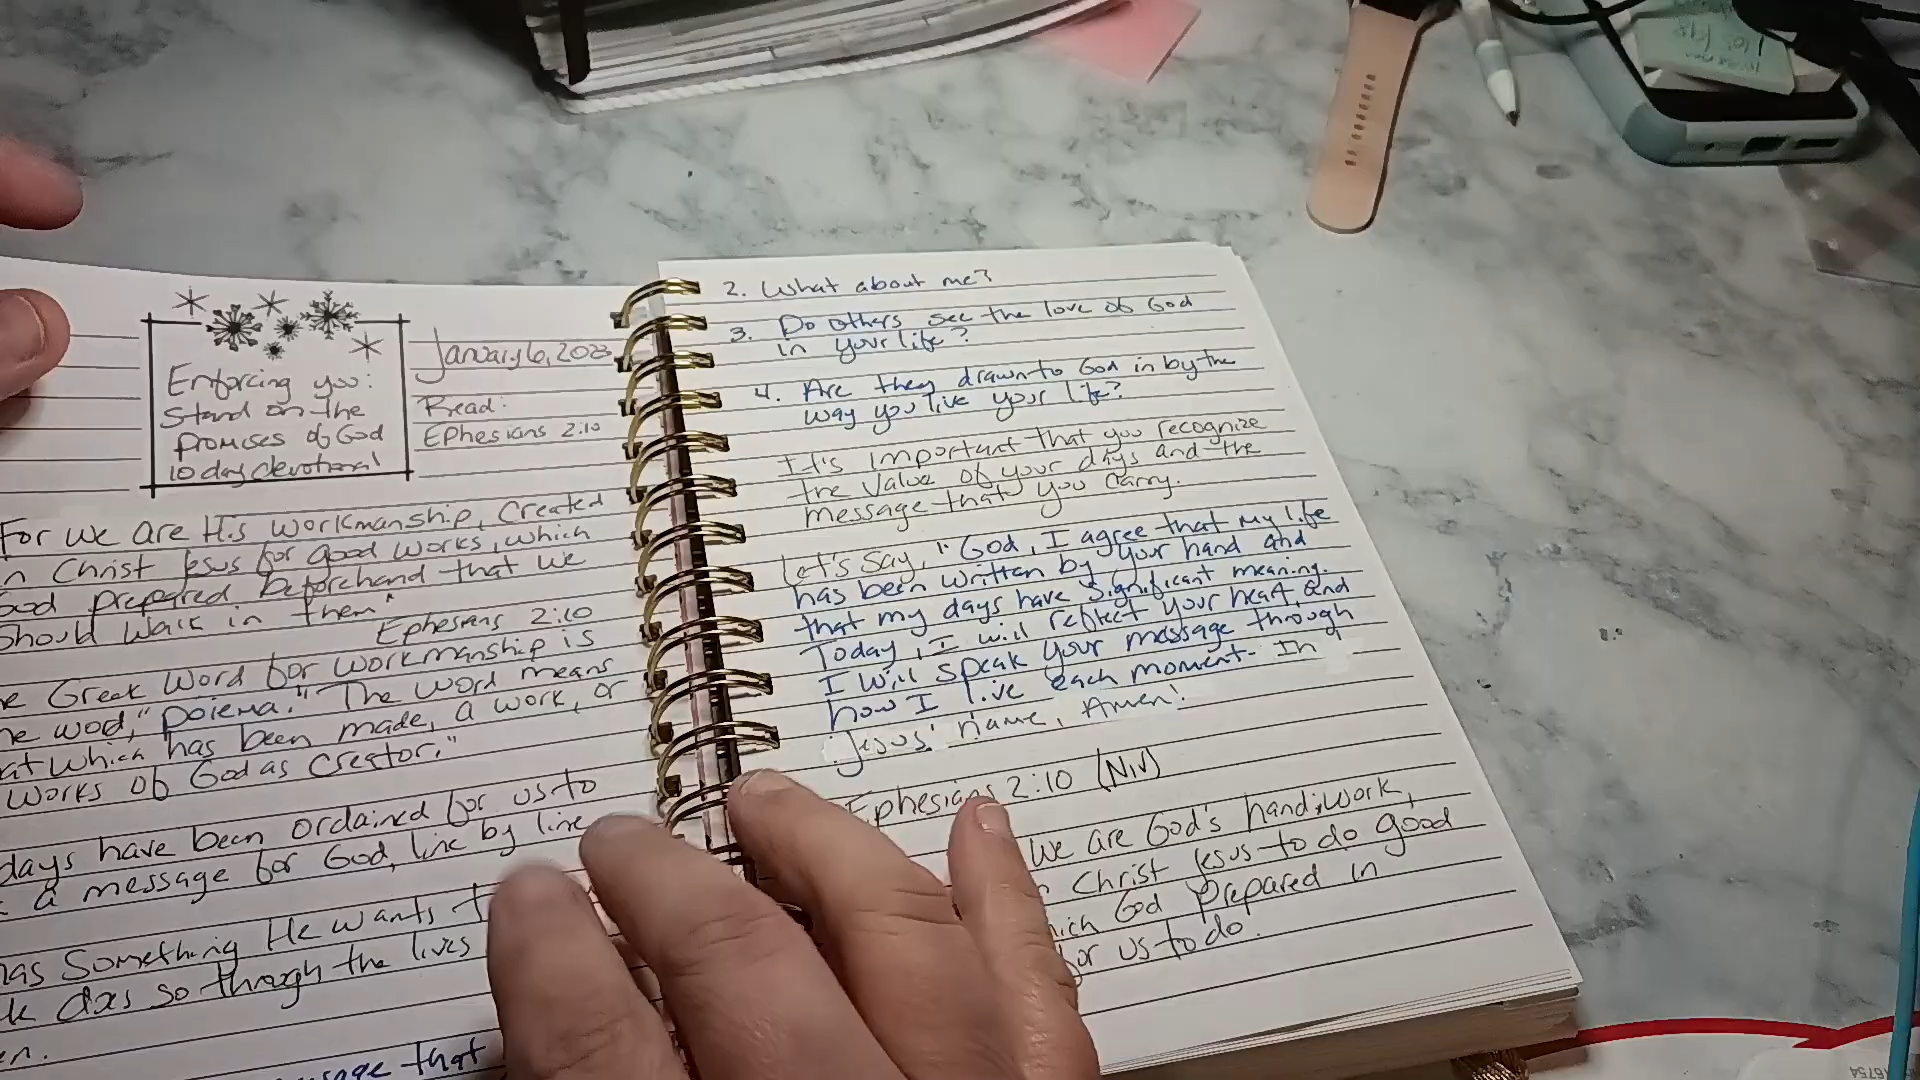 Enforcing you:
Stand on the
promises of God
10 day devotional
January 6, 2023
Read:
Ephesians 2:10
For we are His workmanship, created
Christ Jesus for good works, which
prepared beforehand that we
should walk in them"
Ephesians 2:10
Greek word for workmanship is
wod, "poiema." The word means
which has been made, a work, or
works of God as creator."
days have been ordained for us to
a message for God, line by line
Something He wants
does so through the lives
that
2. What about me?
3. Do others see the love of God
in your life?
4. Are they drawn to God in by the
way you live your life?
It's important that you recognize
the value of your days and the
message that you carry.
Let's say, "God, I agree that my life
has been written by your hand and
that my days have significant meaning.
Today, I will reflect your heart, and
I will speak your message through
how I live each moment. In
Jesus' name, Amen!
Ephesians 2:10 (NIV)
We are God's handiwork,
Christ Jesus to do good
God prepared in
for us to do.